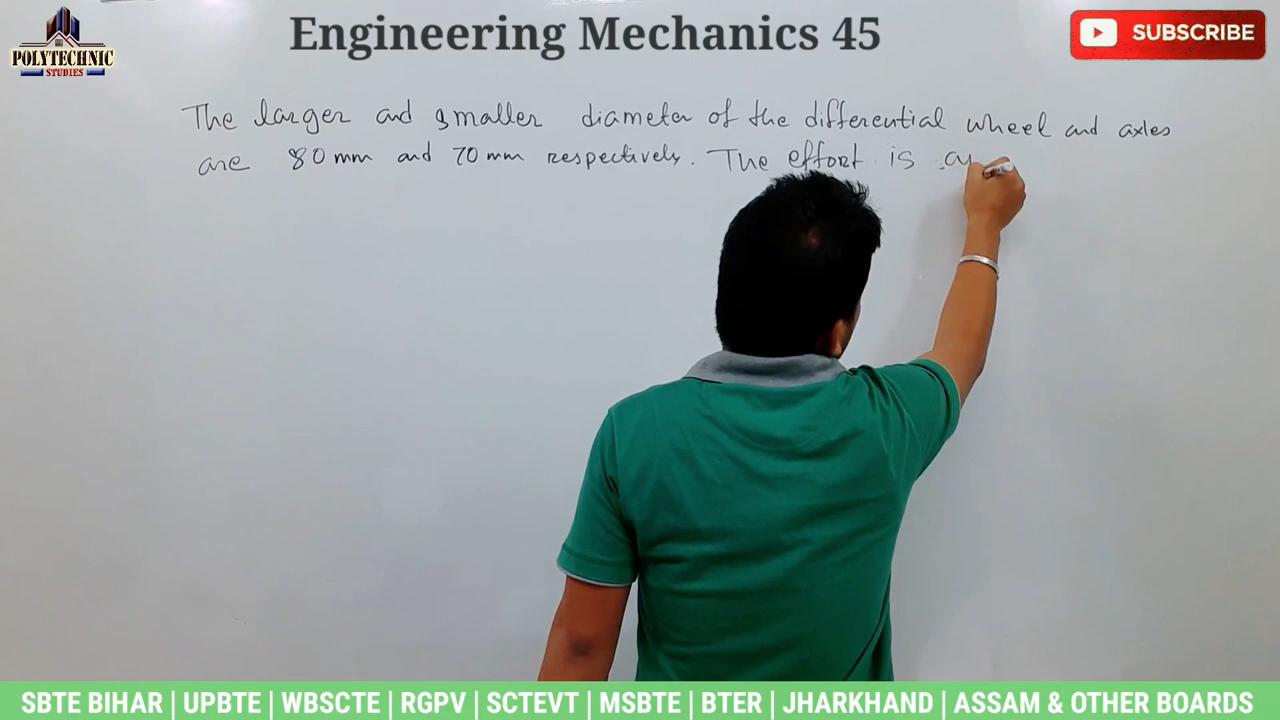 POLYTECHNIC
STUDIES
Engineering Mechanics 45
SUBSCRIBE
The larger and smaller diameter of the differential wheel and axles
are 80 mm and 70 mm respectively. The effort is
SBTE BIHAR | UPBTE | WBSCTE | RGPV | SCTEVT | MSBTE | BTER | JHARKHAND | ASSAM & OTHER BOARDS